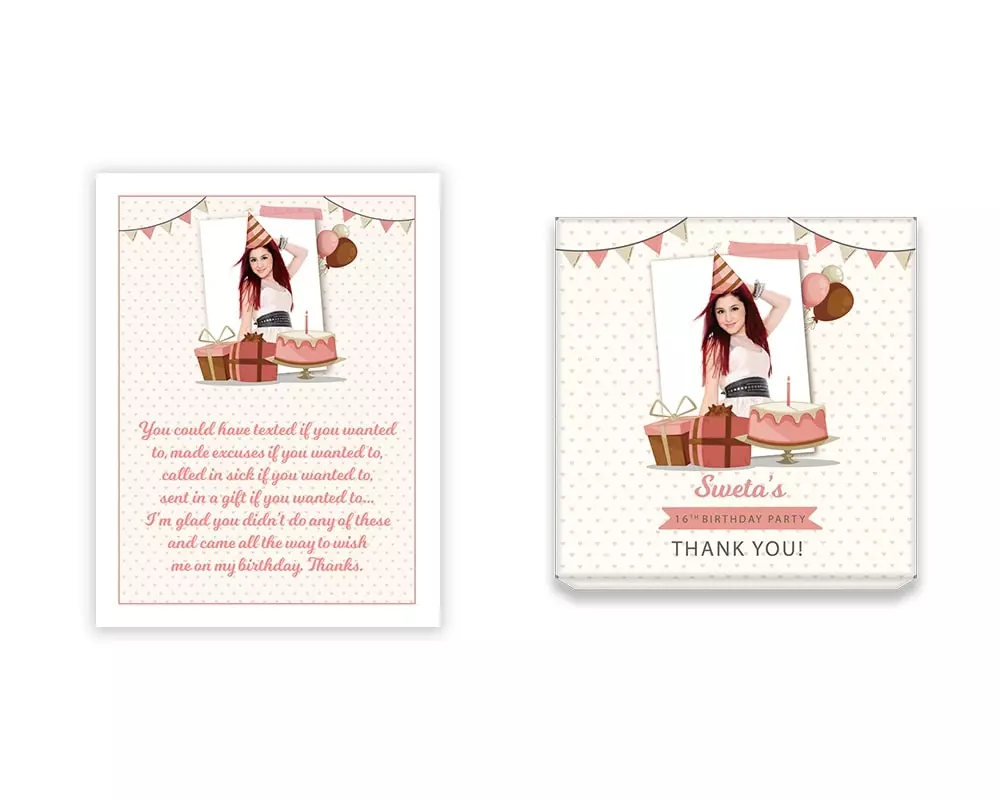 You could have texted if you wanted
to, made excuses if you wanted to,
called in sick if you wanted to,
sent in a gift if you wanted to...
I'm glad you didn't do any of these
and came all the way to wish
me on my birthday. Thanks.
Sweta's
16TH BIRTHDAY PARTY
THANK YOU!